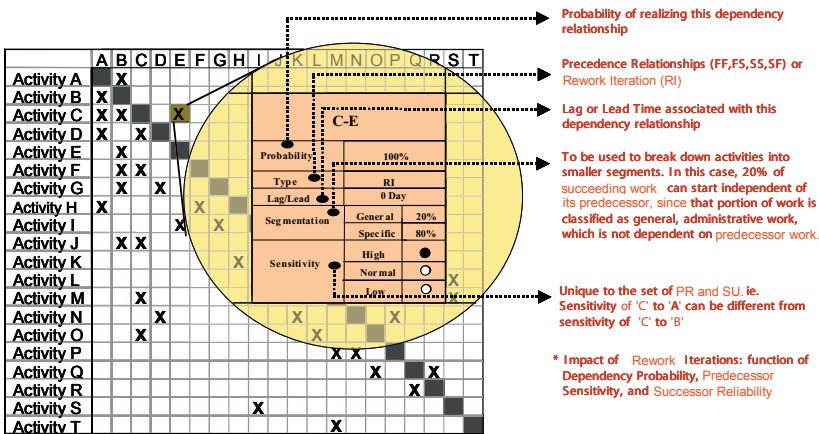 A B C D E F G H I J K L M N O P Q R S T
Activity A X
Activity B X
Activity C X X X
Activity D X X
Activity E X
Activity F X X
Activity G X X
Activity H X X
Activity I X X
Activity J X X
Activity K X
Activity L X
Activity M X X
Activity N X X X
Activity O X X
Activity P X X
Activity Q X X
Activity R X
Activity S X
Activity T X
C-E
Probability 100%
Type RI
Lag/Lead 0 Day
Segmentation General 20%
Specific 80%
Sensitivity High
Normal
Low
Probability of realizing this dependency
relationship
Precedence Relationships (FF,FS,SS,SF) or
Rework Iteration (RI)
Lag or Lead Time associated with this
dependency relationship
To be used to break down activities into
smaller segments. In this case, 20% of
succeeding work can start independent of
its predecessor, since that portion of work is
classified as general, administrative work,
which is not dependent on predecessor work.
Unique to the set of PR and SU. ie.
Sensitivity of 'C' to 'A' can be different from
sensitivity of 'C' to 'B'
* Impact of Rework Iterations: function of
Dependency Probability, Predecessor
Sensitivity, and Successor Reliability